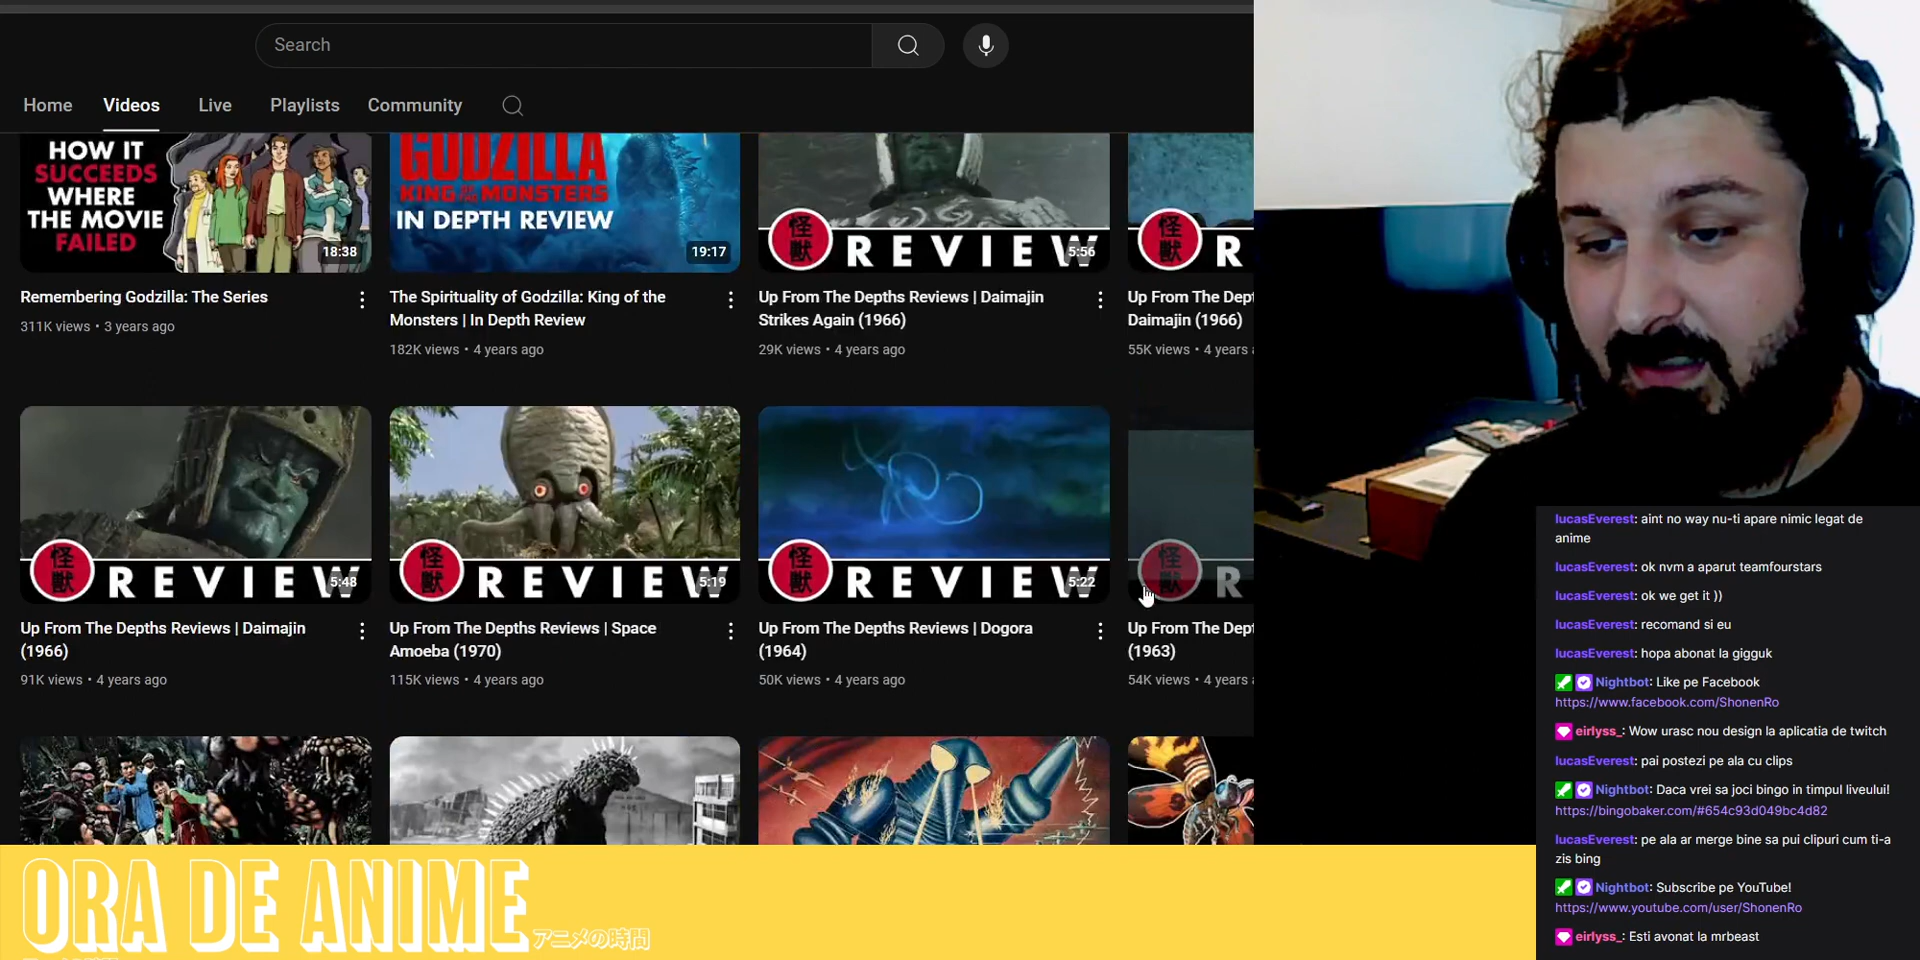 Search
Home Videos Live Playlists Community
HOW IT
SUCCEEDS
WHERE
THE MOVIE
FAILED
18:38
GODZILLA
KING OF THE MONSTERS
IN DEPTH REVIEW
19:17
怪獣
REVIEW
5:56
怪獣
R
Remembering Godzilla: The Series
311K views • 3 years ago
The Spirituality of Godzilla: King of the
Monsters | In Depth Review
182K views • 4 years ago
Up From The Depths Reviews | Daimajin
Strikes Again (1966)
29K views • 4 years ago
Up From The Dept
Daimajin (1966)
55K views • 4 years a
怪獣
REVIEW
5:48
怪獣
REVIEW
5:19
怪獣
REVIEW
5:22
怪獣
R
Up From The Depths Reviews | Daimajin
(1966)
91K views • 4 years ago
Up From The Depths Reviews | Space
Amoeba (1970)
115K views • 4 years ago
Up From The Depths Reviews | Dogora
(1964)
50K views • 4 years ago
Up From The Dept
(1963)
54K views • 4 years a
ORA DE ANIME
アニメの時間
lucasEverest: aint no way nu-ti apare nimic legat de
anime
lucasEverest: ok nvm a aparut teamfourstars
lucasEverest: ok we get it ))
lucasEverest: recomand si eu
lucasEverest: hopa abonat la gigguk
Nightbot: Like pe Facebook
https://www.facebook.com/ShonenRo
eirlyss_: Wow urasc nou design la aplicatia de twitch
lucasEverest: pai postezi pe ala cu clips
Nightbot: Daca vrei sa joci bingo in timpul liveului!
https://bingobaker.com/#654c93d049bc4d82
lucasEverest: pe ala ar merge bine sa pui clipuri cum ti-a
zis bing
Nightbot: Subscribe pe YouTube!
https://www.youtube.com/user/ShonenRo
eirlyss_: Esti avonat la mrbeast